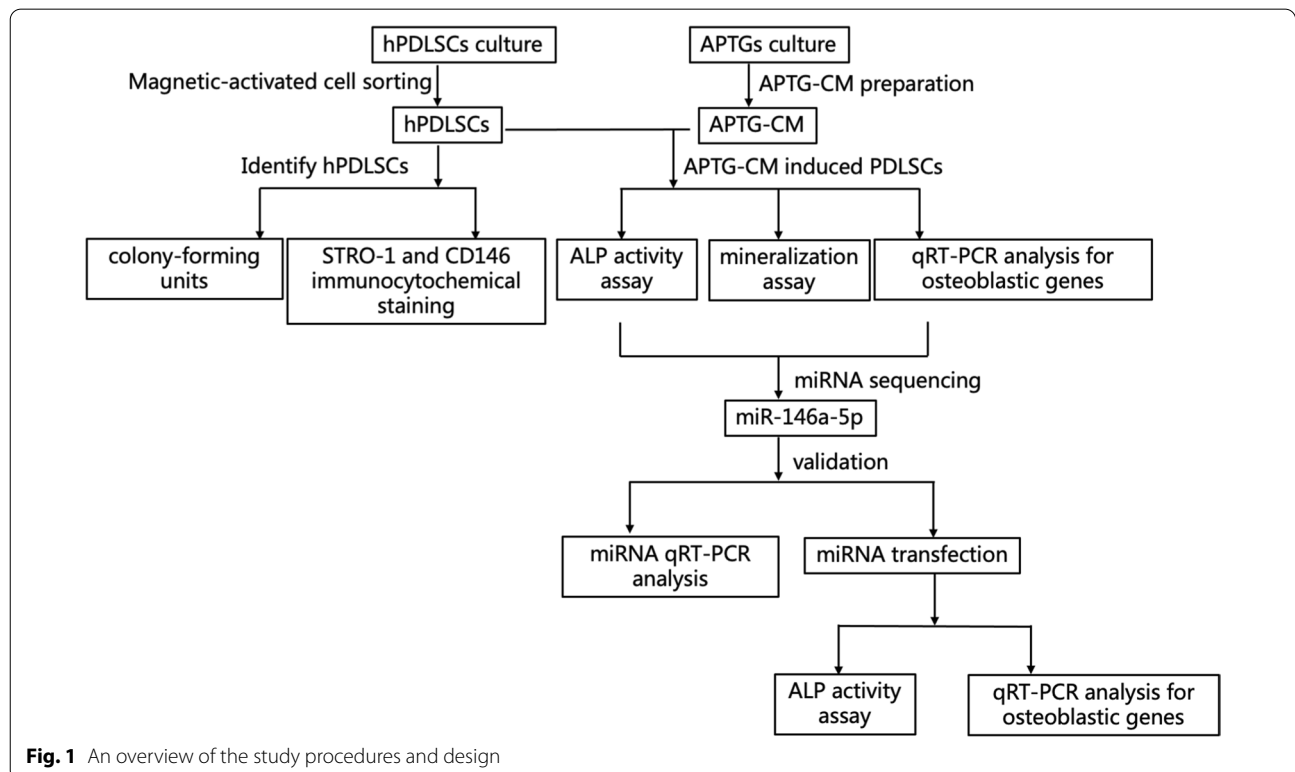 hPDLSCs culture
APTGs culture
Magnetic-activated cell sorting
APTG-CM preparation
hPDLSCs
APTG-CM
Identify hPDLSCs
APTG-CM induced PDLSCs
colony-forming
units
STRO-1 and CD146
immunocytochemical
staining
ALP activity
assay
mineralization
assay
qRT-PCR analysis for
osteoblastic genes
miRNA sequencing
miR-146a-5p
validation
miRNA qRT-PCR
analysis
miRNA transfection
ALP activity
assay
qRT-PCR analysis for
osteoblastic genes
Fig. 1 An overview of the study procedures and design